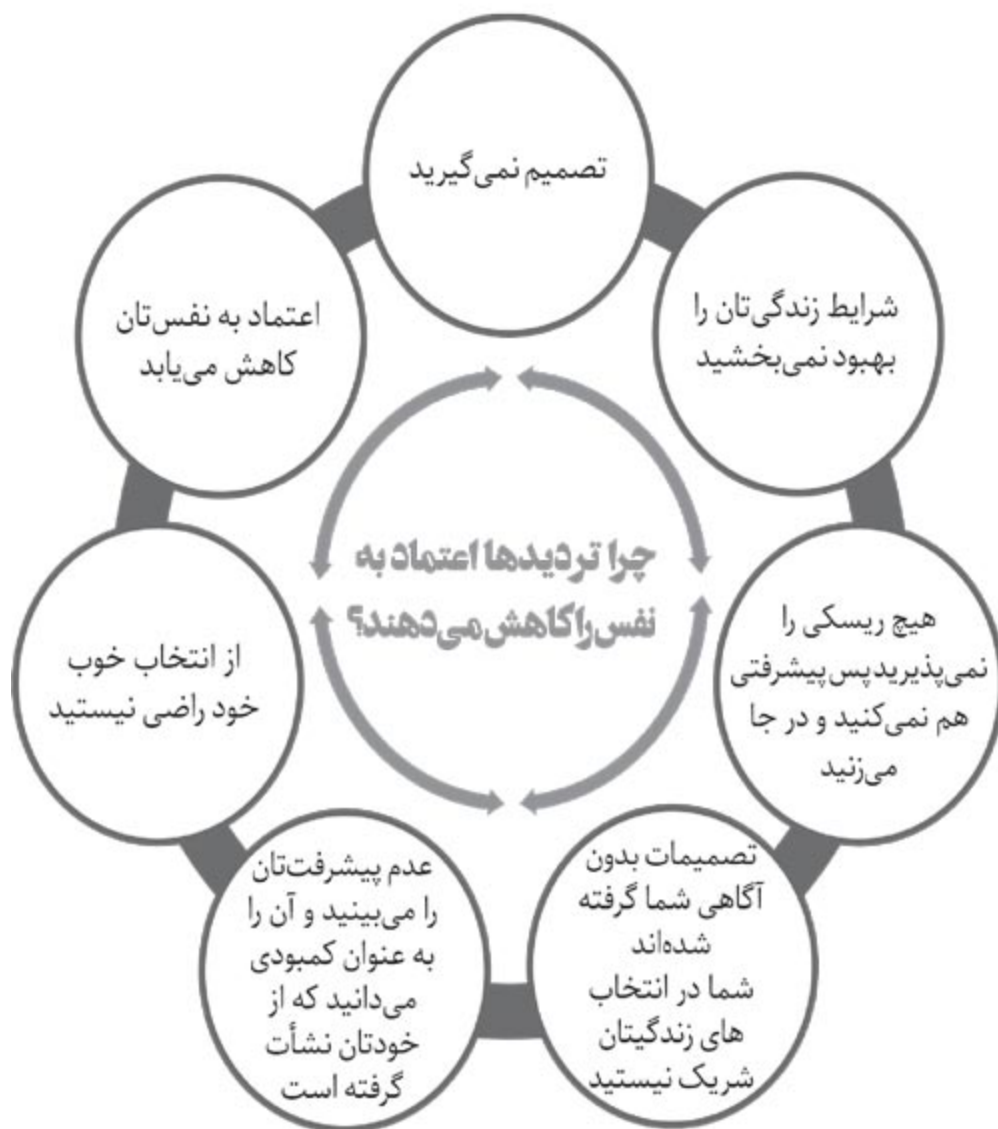 تصمیم نمی‌گیرید
شرایط زندگی‌تان را
بهبود نمی‌بخشید
هیچ ریسکی را
نمی‌پذیرید پس پیشرفتی
هم نمی‌کنید و در جا
می‌زنید
تصمیمات بدون
آگاهی شما گرفته
شده‌اند
شما در انتخاب
های زندگیتان
شریک نیستید
عدم پیشرفت‌تان
را می‌بینید و آن را
به عنوان کمبودی
می‌دانید که از
خودتان نشأت
گرفته است
از انتخاب خوب
خود راضی نیستید
اعتماد به نفس‌تان
کاهش می‌یابد
چرا تردیدها اعتماد به
نفس را کاهش می‌دهند؟